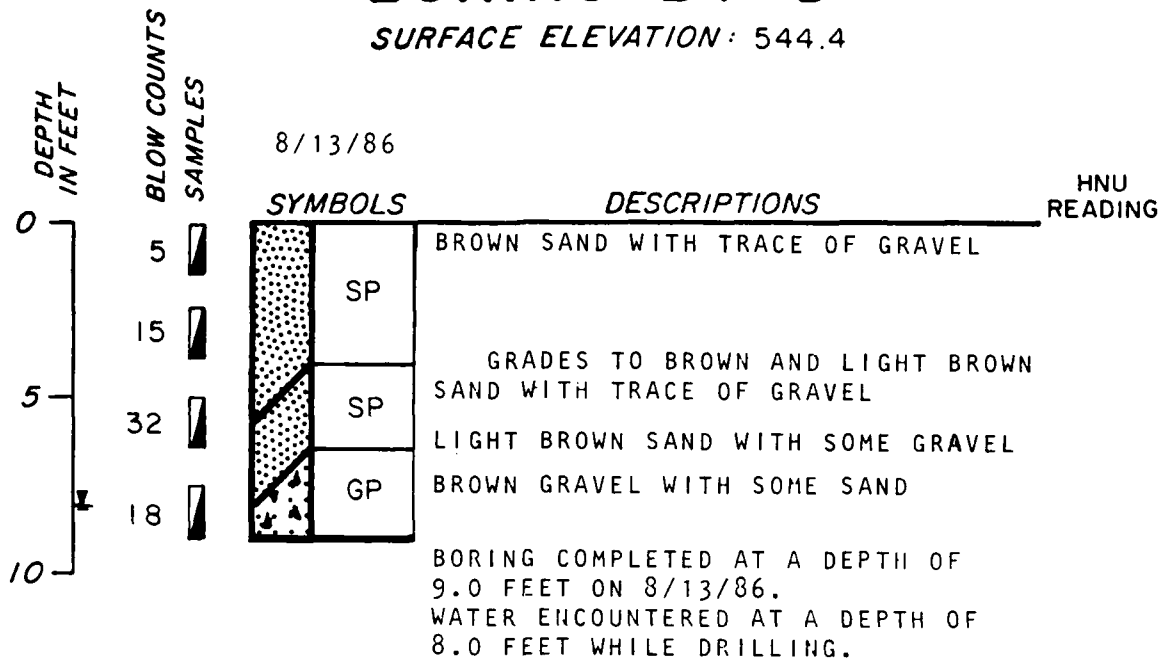 SURFACE ELEVATION: 544.4
DEPTH
IN FEET
BLOW COUNTS
SAMPLES
8/13/86
SYMBOLS
DESCRIPTIONS
HNU
READING
0
5
SP
BROWN SAND WITH TRACE OF GRAVEL
15
GRADES TO BROWN AND LIGHT BROWN
SAND WITH TRACE OF GRAVEL
5
32
SP
LIGHT BROWN SAND WITH SOME GRAVEL
18
GP
BROWN GRAVEL WITH SOME SAND
10
BORING COMPLETED AT A DEPTH OF
9.0 FEET ON 8/13/86.
WATER ENCOUNTERED AT A DEPTH OF
8.0 FEET WHILE DRILLING.